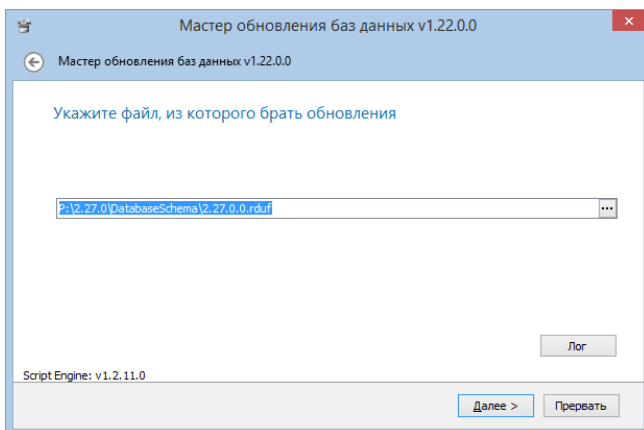 Мастер обновления баз данных v1.22.0.0
Мастер обновления баз данных v1.22.0.0
Укажите файл, из которого брать обновления
P:\2.27.0\DatabaseSchema\2.27.0.0.rduf
...
Лог
Script Engine: v1.2.11.0
Далее > Прервать